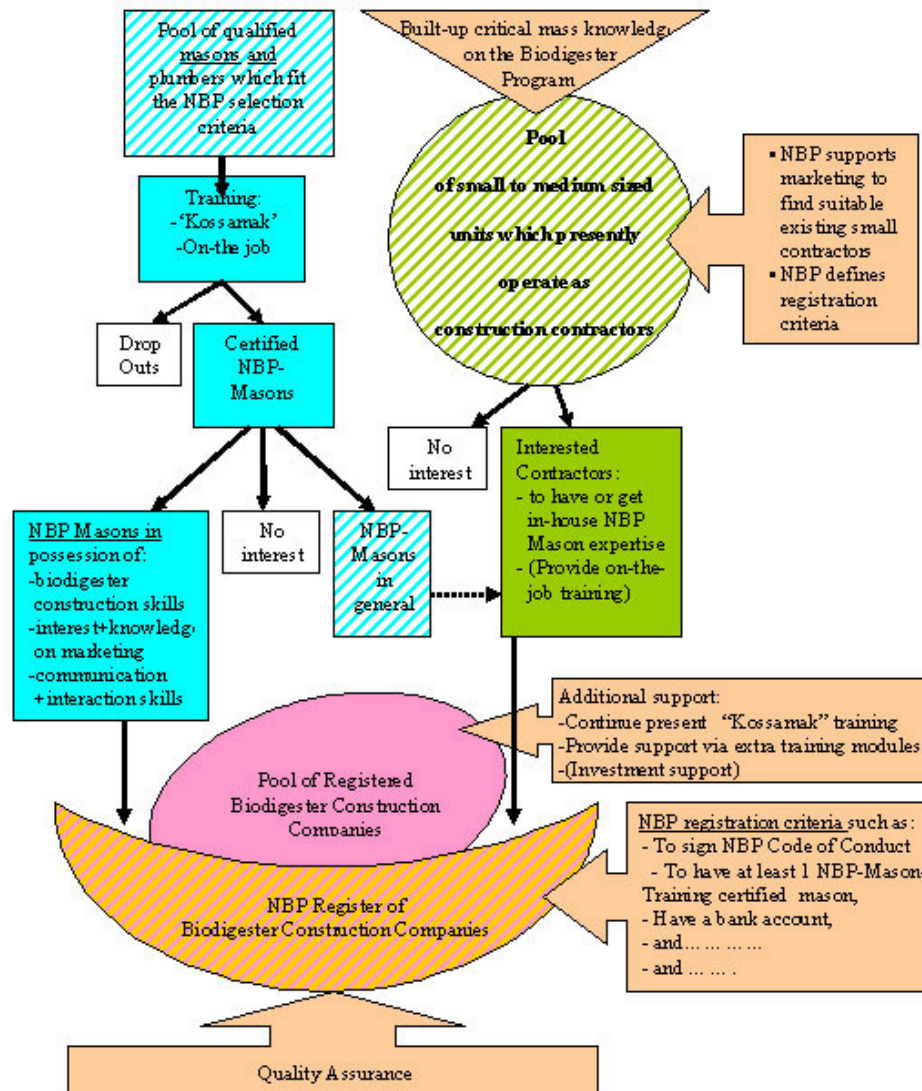 Pool of qualified
masons and
plumbers which fit
the NBP selection
criteria
Built-up critical mass knowledg
on the Biodigester
Program
Training:
-‘Kossamak’
-On-the job
Pool
of small to medium sized
units which presently
operate as
construction contractors
▪ NBP supports
marketing to
find suitable
existing small
contractors
▪ NBP defines
registration
criteria
Drop
Outs
Certified
NBP-
Masons
No
interest
Interested
Contractors:
- to have or get
in-house NBP
Mason expertise
- (Provide on-the-
job training)
NBP Masons in
possession of:
-biodigester
construction skills
-interest+knowledg
on marketing
-communication
+interaction skills
No
interest
NBP-
Masons
in
general
Additional support:
-Continue present “Kossamak” training
-Provide support via extra training modules
-(Investment support)
Pool of Registered
Biodigester Construction
Companies
NBP registration criteria such as:
- To sign NBP Code of Conduct
- To have at least 1 NBP-Mason-
Training certified mason,
- Have a bank account,
- and... ... ... ...
- and ... ... .
NBP Register of
Biodigester Construction Companies
Quality Assurance